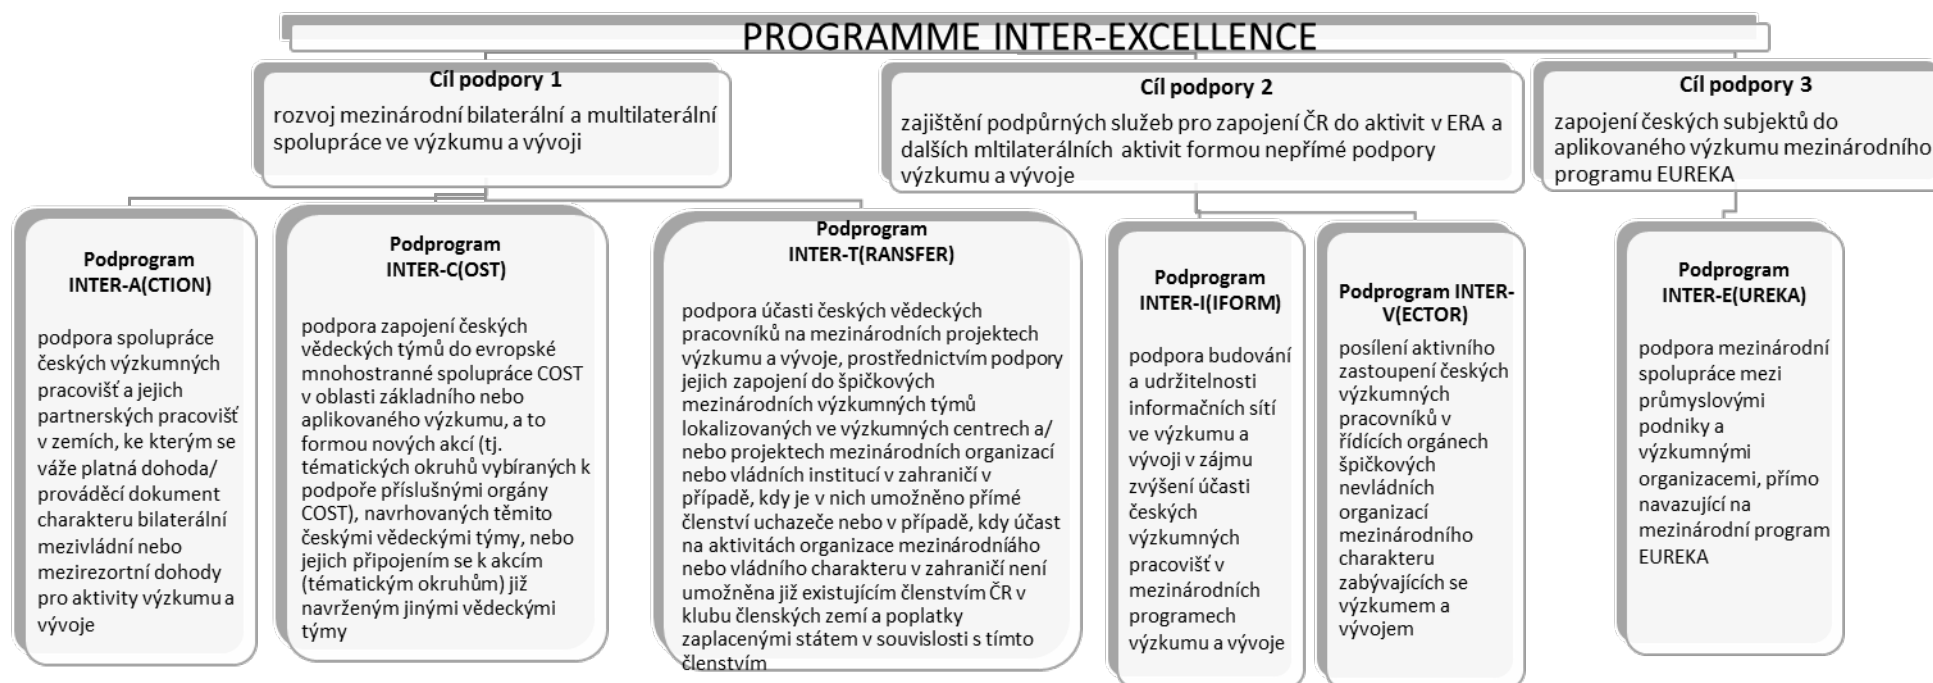 PROGRAMME INTER-EXCELLENCE
Cíl podpory 1
rozvoj mezinárodní bilaterální a multilaterální
spolupráce ve výzkumu a vývoji
Cíl podpory 2
zajištění podpůrných služeb pro zapojení ČR do aktivit v ERA a
dalších mltilaterálních aktivit formou nepřímé podpory
výzkumu a vývoje
Cíl podpory 3
zapojení českých subjektů do
aplikovaného výzkumu mezinárodního
programu EUREKA
Podprogram
INTER-A(CTION)
podpora spolupráce
českých výzkumných
pracovišť a jejich
partnerských pracovišť
v zemích, ke kterým se
váže platná dohoda/
prováděcí dokument
charakteru bilaterální
mezivládní nebo
mezirezortní dohody
pro aktivity výzkumu a
vývoje
Podprogram
INTER-C(OST)
podpora zapojení českých
vědeckých týmů do evropské
mnohostranné spolupráce COST
v oblasti základního nebo
aplikovaného výzkumu, a to
formou nových akcí (tj.
tématických okruhů vybíraných k
podpoře příslušnými orgány
COST), navrhovaných těmito
českými vědeckými týmy, nebo
jejich připojením se k akcím
(tématickým okruhům) již
navrženým jinými vědeckými
týmy
Podprogram
INTER-T(RANSFER)
podpora účasti českých vědeckých
pracovníků na mezinárodních projektech
výzkumu a vývoje, prostřednictvím podpory
jejich zapojení do špičkových
mezinárodních výzkumných týmů
lokalizovaných ve výzkumných centrech a/
nebo projektech mezinárodních organizací
nebo vládních institucí v zahraničí v
případě, kdy je v nich umožněno přímé
členství uchazeče nebo v případě, kdy účast
na aktivitách organizace mezinárodníáho
nebo vládního charakteru v zahraničí není
umožněna již existujícím členstvím ČR v
klubu členských zemí a poplatky
zaplacenými státem v souvislosti s tímto
členstvím
Podprogram
INTER-I(IFORM)
podpora budování
a udržitelnosti
informačních sítí
ve výzkumu a
vývoji v zájmu
zvýšení účasti
českých
výzkumných
pracovišť v
mezinárodních
programech
výzkumu a vývoje
Podprogram INTER-
V(ECTOR)
posílení aktivního
zastoupení českých
výzkumných
pracovníků v
řídících orgánech
špičkových
nevládních
organizací
mezinárodního
charakteru
zabývajících se
výzkumem a
vývojem
Podprogram
INTER-E(UREKA)
podpora mezinárodní
spolupráce mezi
průmyslovými
podniky a
výzkumnými
organizacemi, přímo
navazující na
mezinárodní program
EUREKA